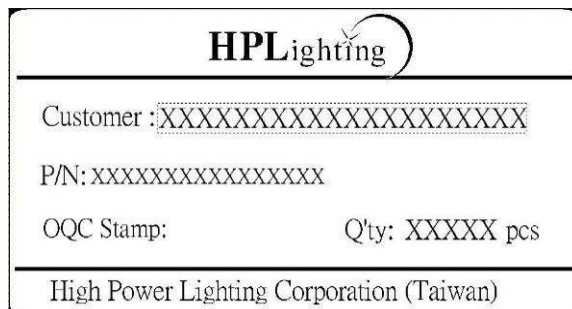 HPLighting
Customer : XXXXXXXXXXXXXXXXXXXX
P/N: XXXXXXXXXXXXXXXX
OQC Stamp: Q'ty: XXXXX pcs
High Power Lighting Corporation (Taiwan)